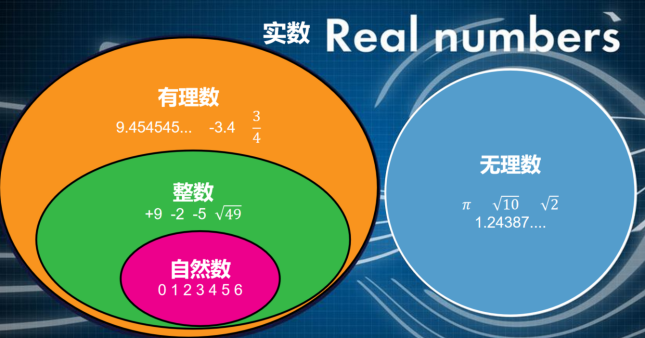 实数 Real numbers
有理数
9.454545... -3.4 3/4
整数
+9 -2 -5 √49
自然数
0 1 2 3 4 5 6
无理数
π √10 √2
1.24387....